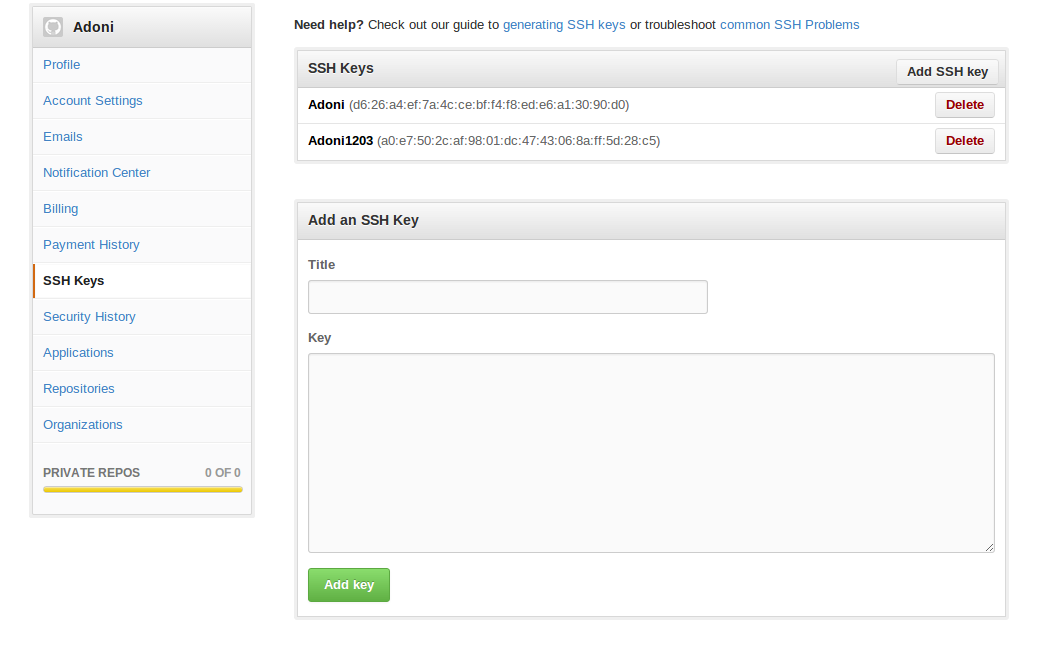 Adoni
Profile
Account Settings
Emails
Notification Center
Billing
Payment History
SSH Keys
Security History
Applications
Repositories
Organizations
PRIVATE REPOS 0 OF 0
Need help? Check out our guide to generating SSH keys or troubleshoot common SSH Problems
SSH Keys Add SSH key
Adoni (d6:26:a4:ef:7a:4c:ce:bf:f4:f8:ed:e6:a1:30:90:d0) Delete
Adoni1203 (a0:e7:50:2c:af:98:01:dc:47:43:06:8a:ff:5d:28:c5) Delete
Add an SSH Key
Title
Key
Add key